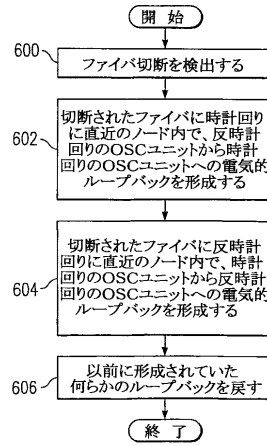 開 始
600
ファイバ切断を検出する
602
切断されたファイバに時計回り
に直近のノード内で、反時計
回りのOSCユニットから時計
回りのOSCユニットへの電気的
ループバックを形成する
604
切断されたファイバに反時計
回りに直近のノード内で、時計
回りのOSCユニットから反時計
回りのOSCユニットへの電気的
ループバックを形成する
606
以前に形成されていた
何らかのループバックを戻す
終 了